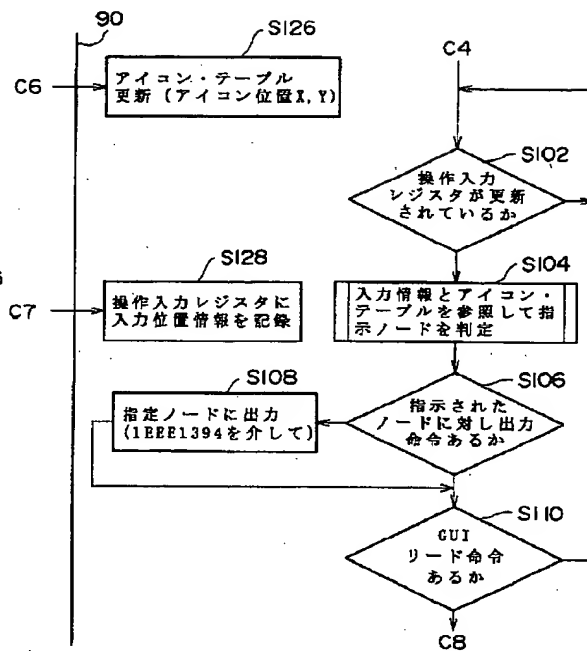 90
S126
C6
アイコン・テーブル
更新(アイコン位置X,Y)
C4
S102
操作入力
レジスタが更新
されているか
S128
C7
操作入力レジスタに
入力位置情報を記録
S104
入力情報とアイコン・
テーブルを参照して指
示ノードを判定
S108
指定ノードに出力
(IEEE1394を介して)
S106
指示された
ノードに対し出力
命令あるか
S110
GUI
リード命令
あるか
C8